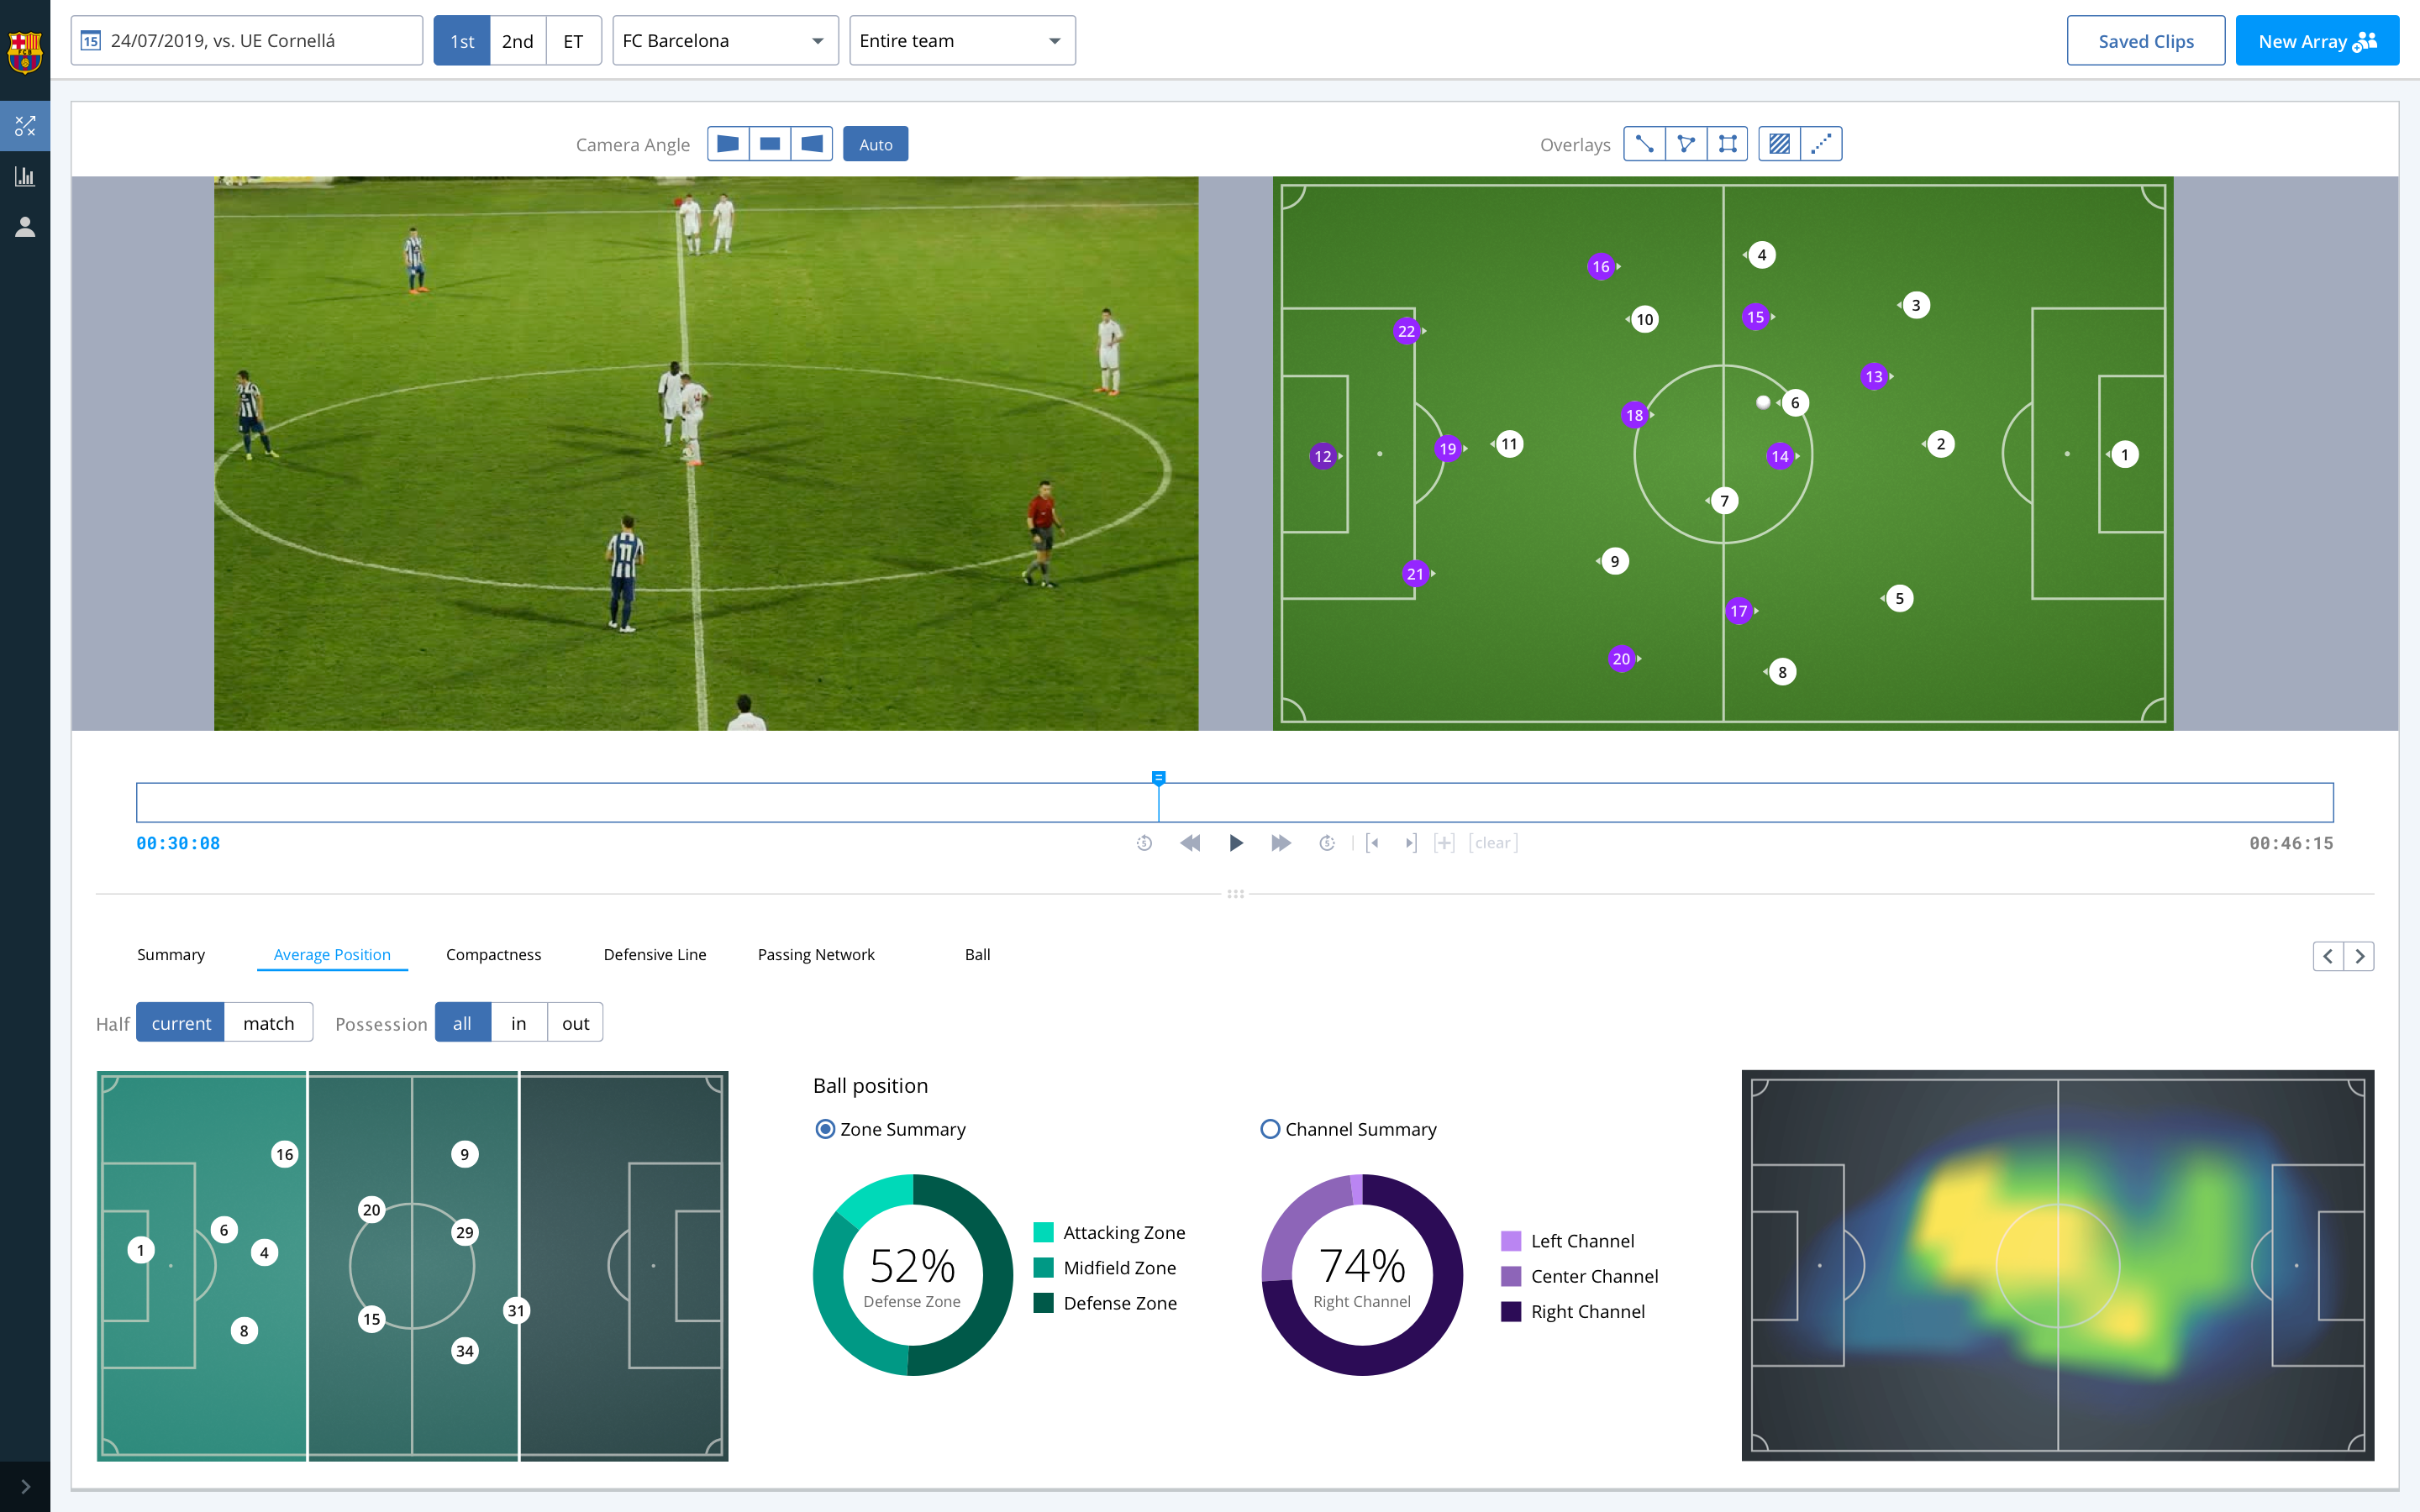 15 24/07/2019, vs. UE Cornellá 1st 2nd ET FC Barcelona Entire team Saved Clips New Array
Camera Angle Auto Overlays
11
4
16
3
10
15
22
13
6
18
11
2
19
12
14
1
7
9
21
5
17
20
8
00:30:08 5 5 [clear] 00:46:15
Summary Average Position Compactness Defensive Line Passing Network Ball
Half current match Possession all in out
16
9
20
6
29
1
4
31
15
8
34
Ball position
Zone Summary
52%
Defense Zone
Attacking Zone
Midfield Zone
Defense Zone
Channel Summary
74%
Right Channel
Left Channel
Center Channel
Right Channel